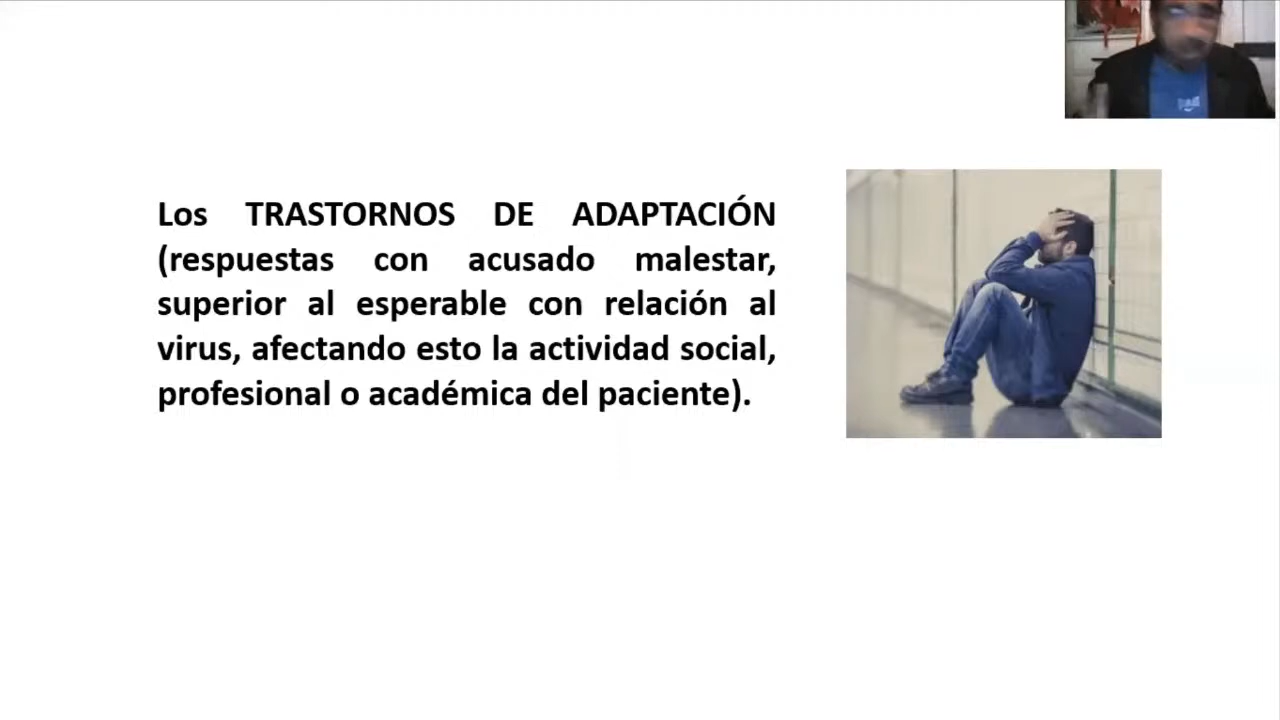 Los TRASTORNOS DE ADAPTACIÓN
(respuestas con acusado malestar,
superior al esperable con relación al
virus, afectando esto la actividad social,
profesional o académica del paciente).